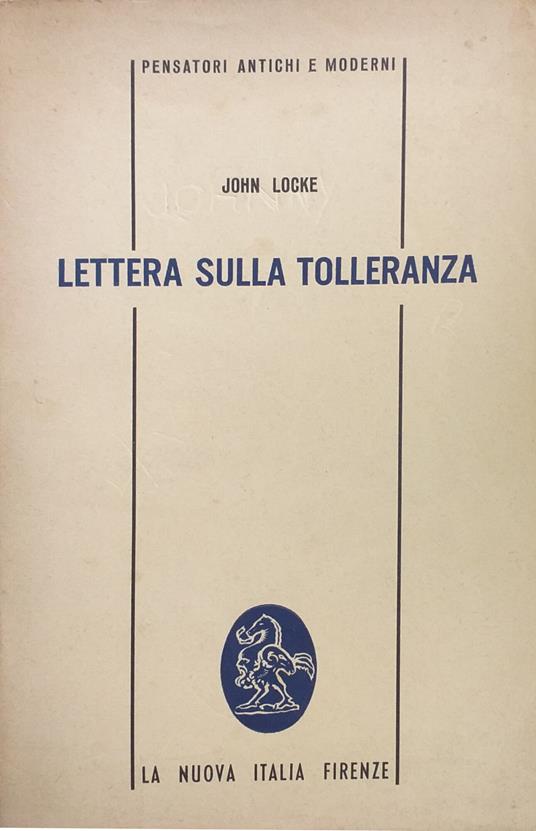 PENSATORI ANTICHI E MODERNI
JOHN LOCKE
LETTERA SULLA TOLLERANZA
LA NUOVA ITALIA FIRENZE